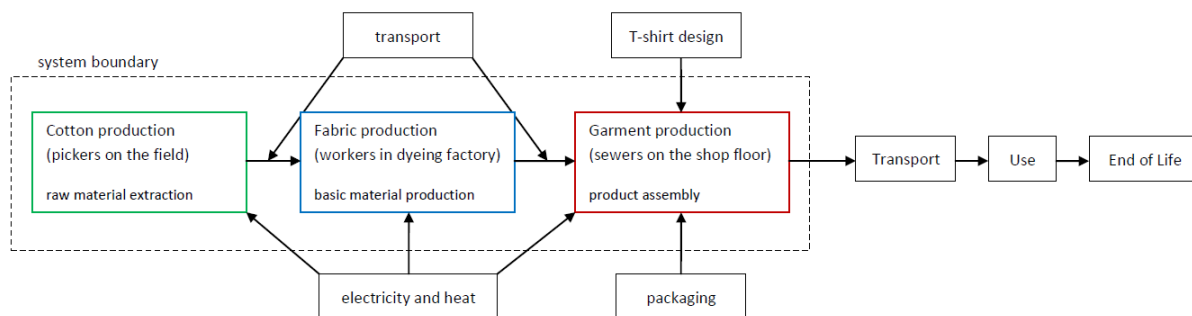 transport
T-shirt design
system boundary
Cotton production
(pickers on the field)
raw material extraction
Fabric production
(workers in dyeing factory)
basic material production
Garment production
(sewers on the shop floor)
product assembly
Transport
Use
End of Life
electricity and heat
packaging